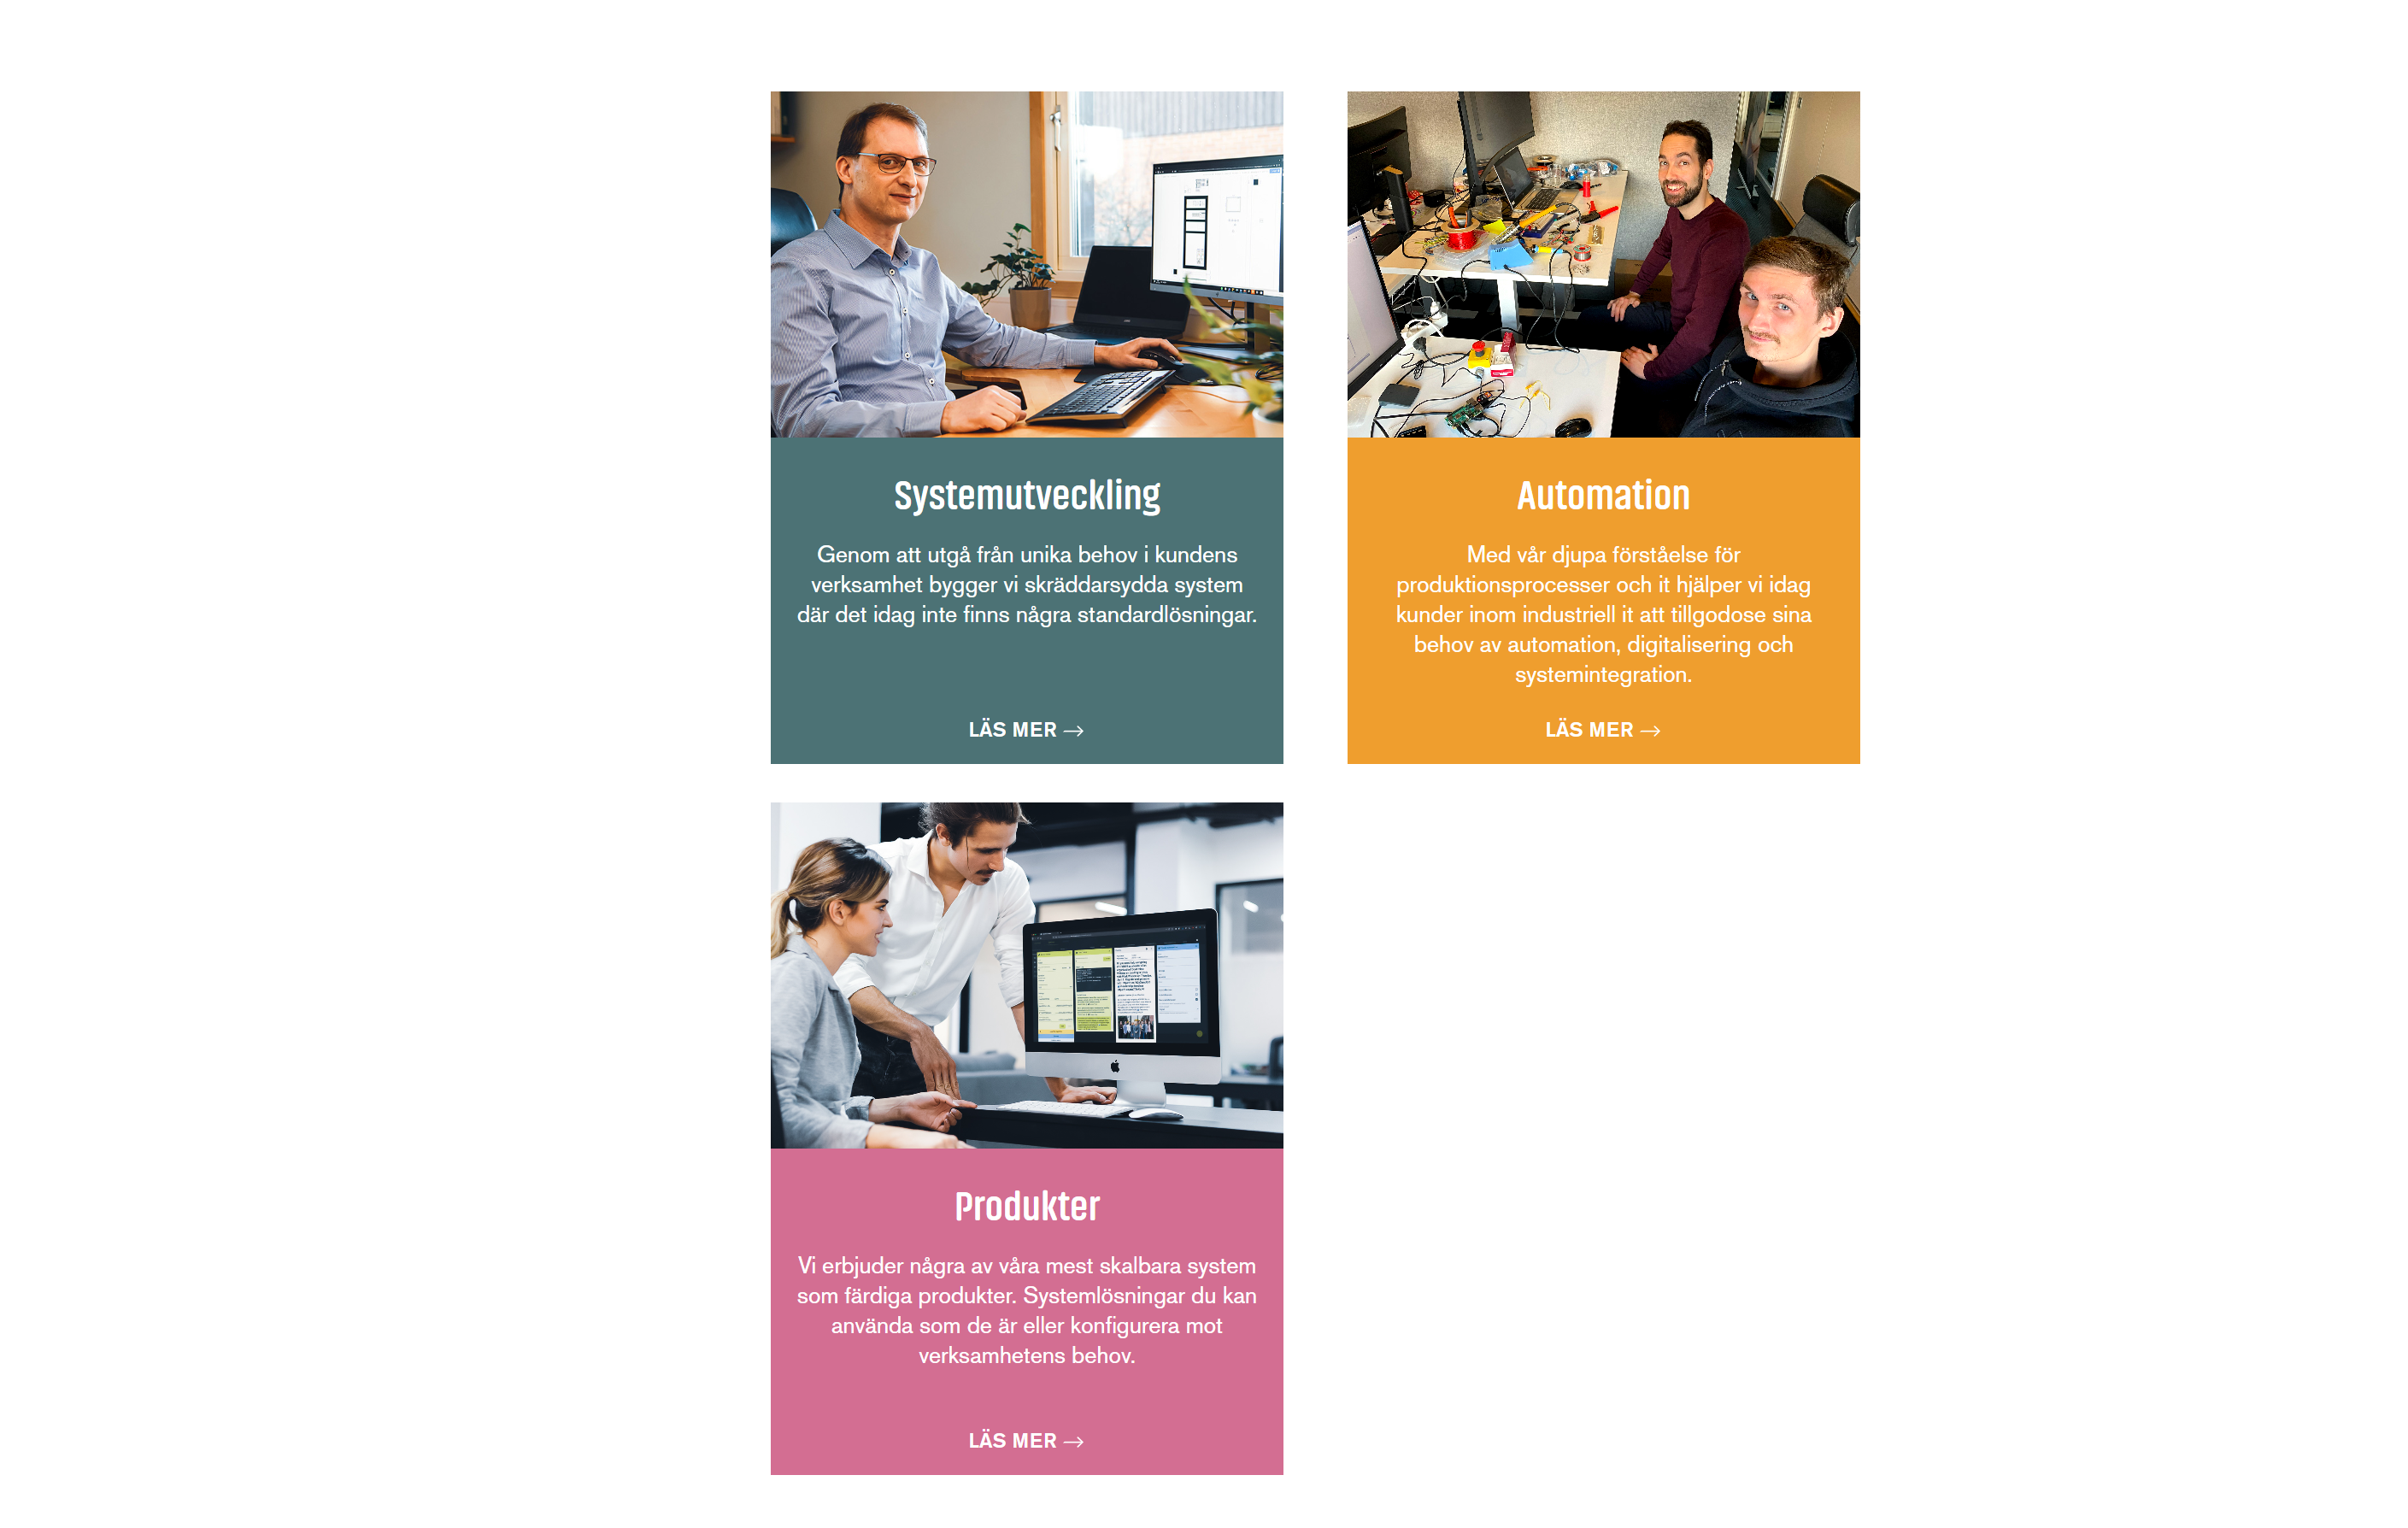 Systemutveckling
Genom att utgå från unika behov i kundens
verksamhet bygger vi skräddarsydda system
där det idag inte finns några standardlösningar.
LÄS MER →
Automation
Med vår djupa förståelse för
produktionsprocesser och it hjälper vi idag
kunder inom industriell it att tillgodose sina
behov av automation, digitalisering och
systemintegration.
LÄS MER →
Produkter
Vi erbjuder några av våra mest skalbara system
som färdiga produkter. Systemlösningar du kan
använda som de är eller konfigurera mot
verksamhetens behov.
LÄS MER →